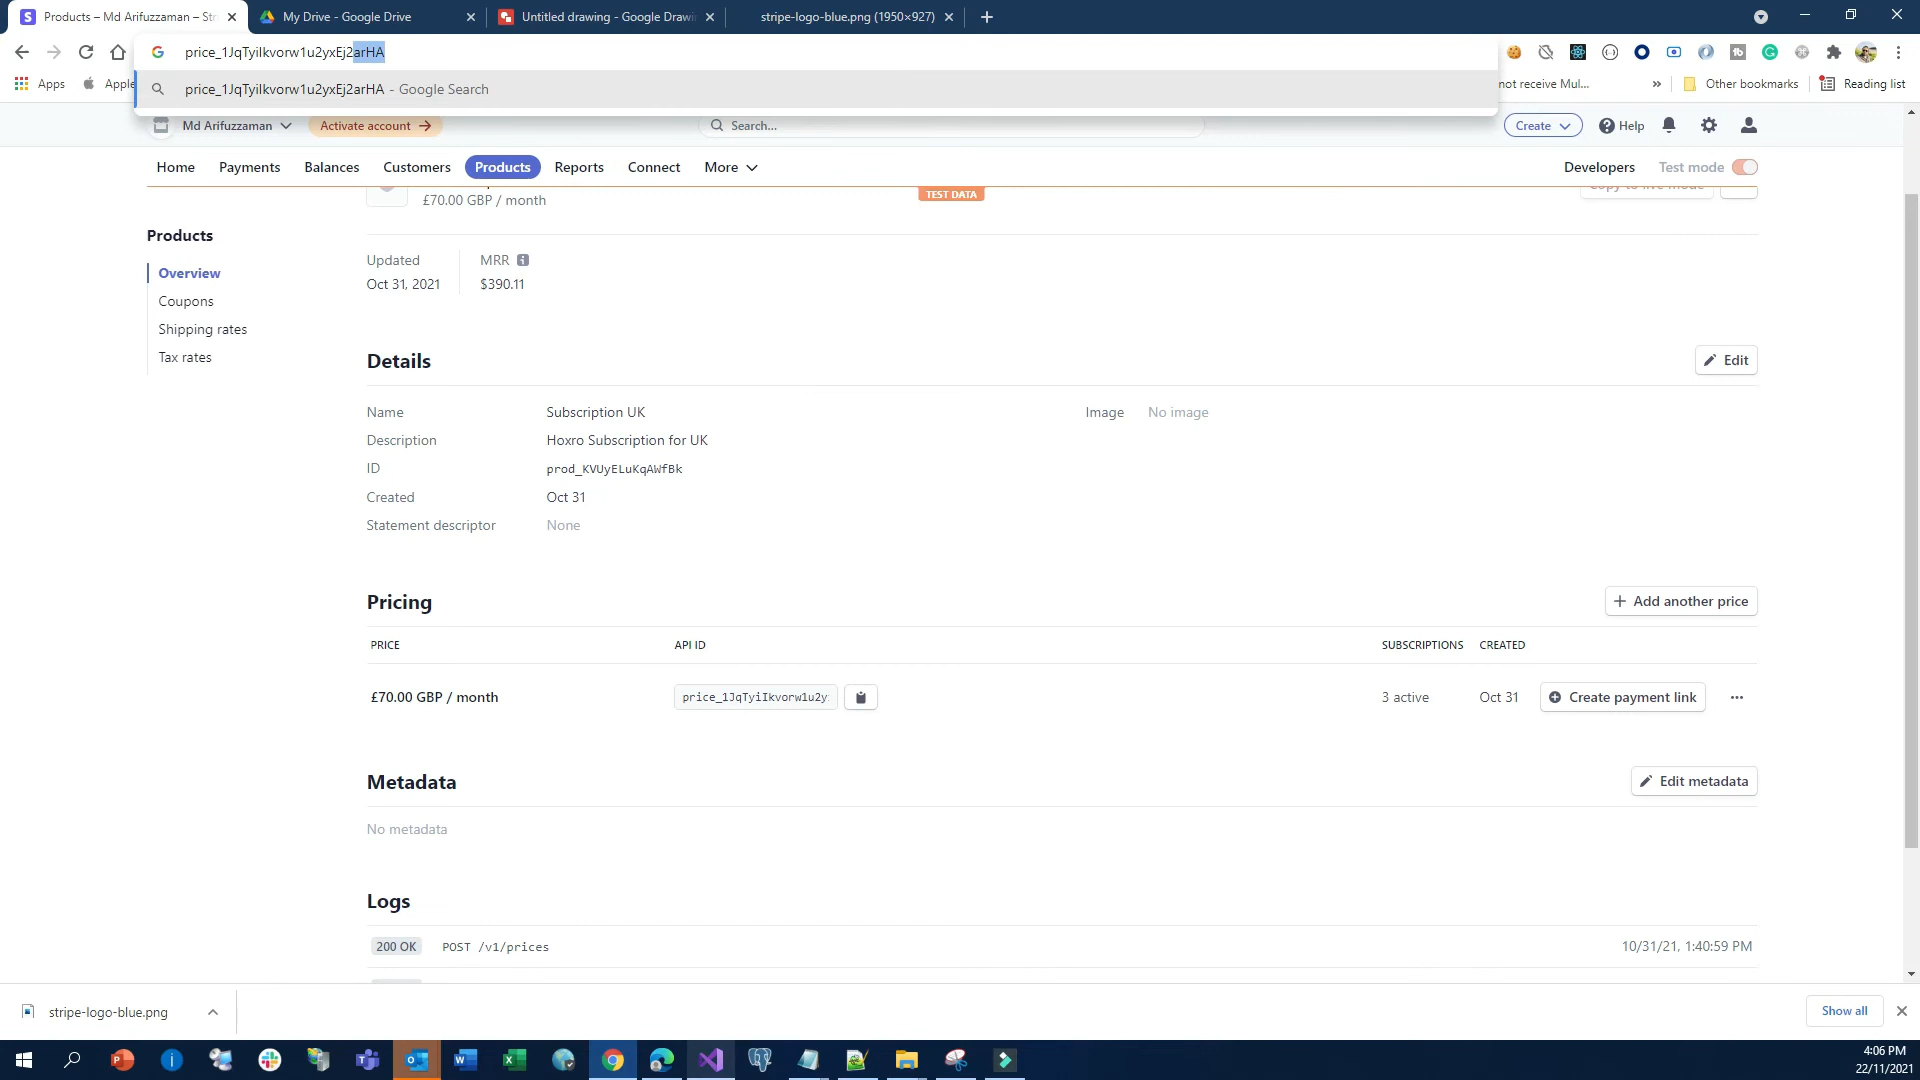 Products – Md Arifuzzaman – Str
My Drive - Google Drive
Untitled drawing - Google Drawi
stripe-logo-blue.png (1950×927)
price_1JqTyiIkvorw1u2yxEj2arHA
Apps
Apple
not receive Mul...
»
Other bookmarks
Reading list
price_1JqTyiIkvorw1u2yxEj2arHA - Google Search
Md Arifuzzaman
Activate account →
Search...
Create
Help
Home
Payments
Balances
Customers
Products
Reports
Connect
More
Developers
Test mode
£70.00 GBP / month
TEST DATA
Copy to live mode
Products
Overview
Coupons
Shipping rates
Tax rates
Updated
Oct 31, 2021
MRR
$390.11
Details
Edit
Name
Subscription UK
Image
No image
Description
Hoxro Subscription for UK
ID
prod_KVUyELuKqAWfBk
Created
Oct 31
Statement descriptor
None
Pricing
+ Add another price
PRICE
API ID
SUBSCRIPTIONS
CREATED
£70.00 GBP / month
price_1JqTyiIkvorw1u2y
3 active
Oct 31
Create payment link
Metadata
Edit metadata
No metadata
Logs
200 OK
POST /v1/prices
10/31/21, 1:40:59 PM
stripe-logo-blue.png
Show all
4:06 PM
22/11/2021